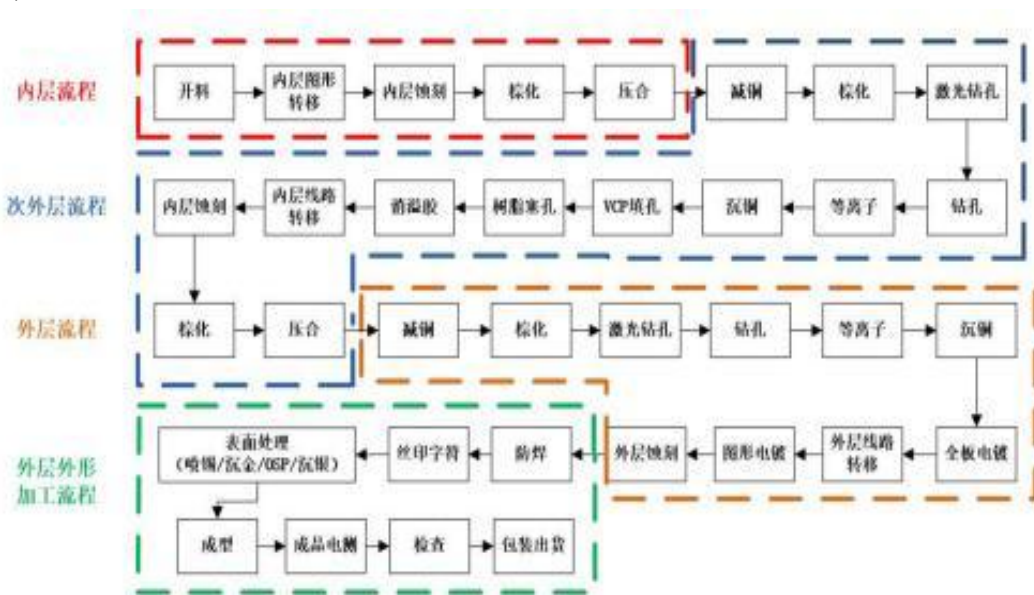 内层流程
开料
内层图形
转移
内层蚀刻
棕化
压合
减铜
棕化
激光钻孔
次外层流程
内层蚀刻
内层线路
转移
消溢胶
树脂塞孔
VCP填孔
沉铜
等离子
钻孔
外层流程
棕化
压合
减铜
棕化
激光钻孔
钻孔
等离子
沉铜
外层外形
加工流程
表面处理
(喷锡/沉金/OSP/沉银)
丝印字符
防焊
外层蚀刻
图形电镀
外层线路
转移
全板电镀
成型
成品电测
检查
包装出货